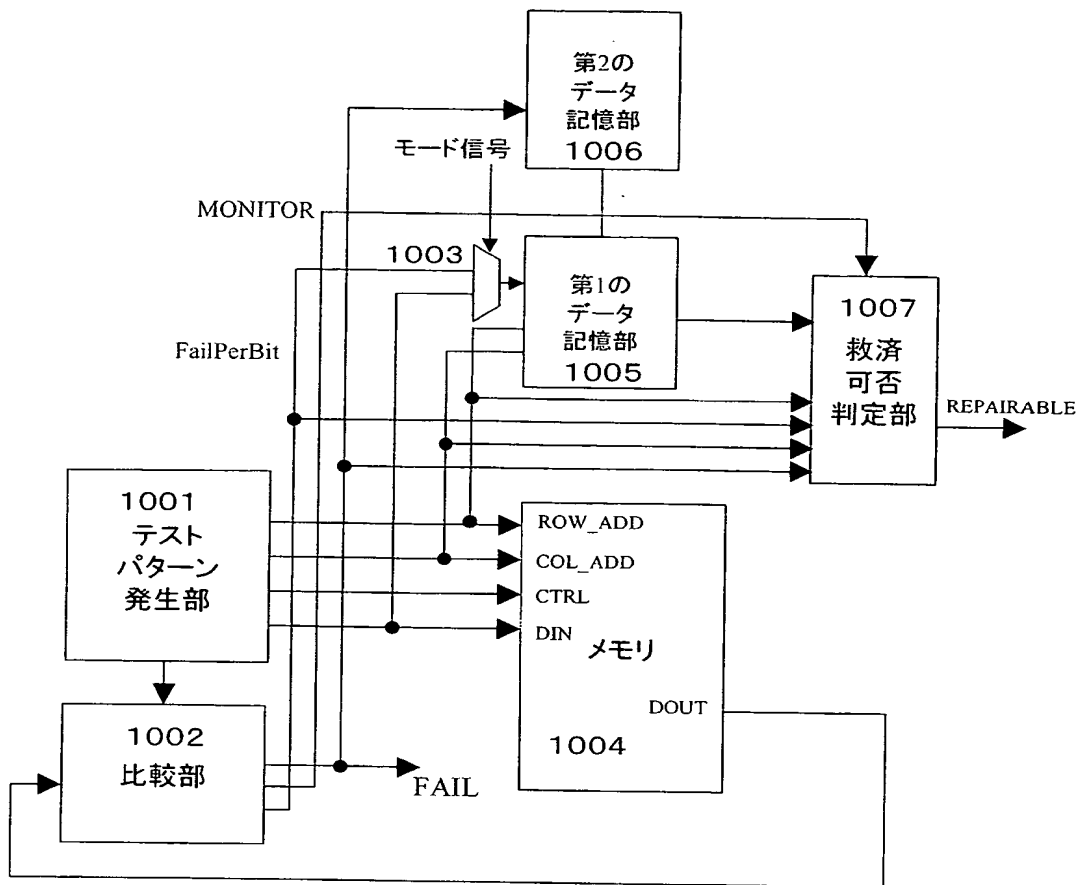 第2の
データ
記憶部
1006
モード信号
MONITOR
1003
第1の
データ
記憶部
1005
1007
救済
可否
判定部
FailPerBit
REPAIRABLE
1001
テスト
パターン
発生部
ROW_ADD
COL_ADD
CTRL
DIN
メモリ
DOUT
1004
1002
比較部
FAIL